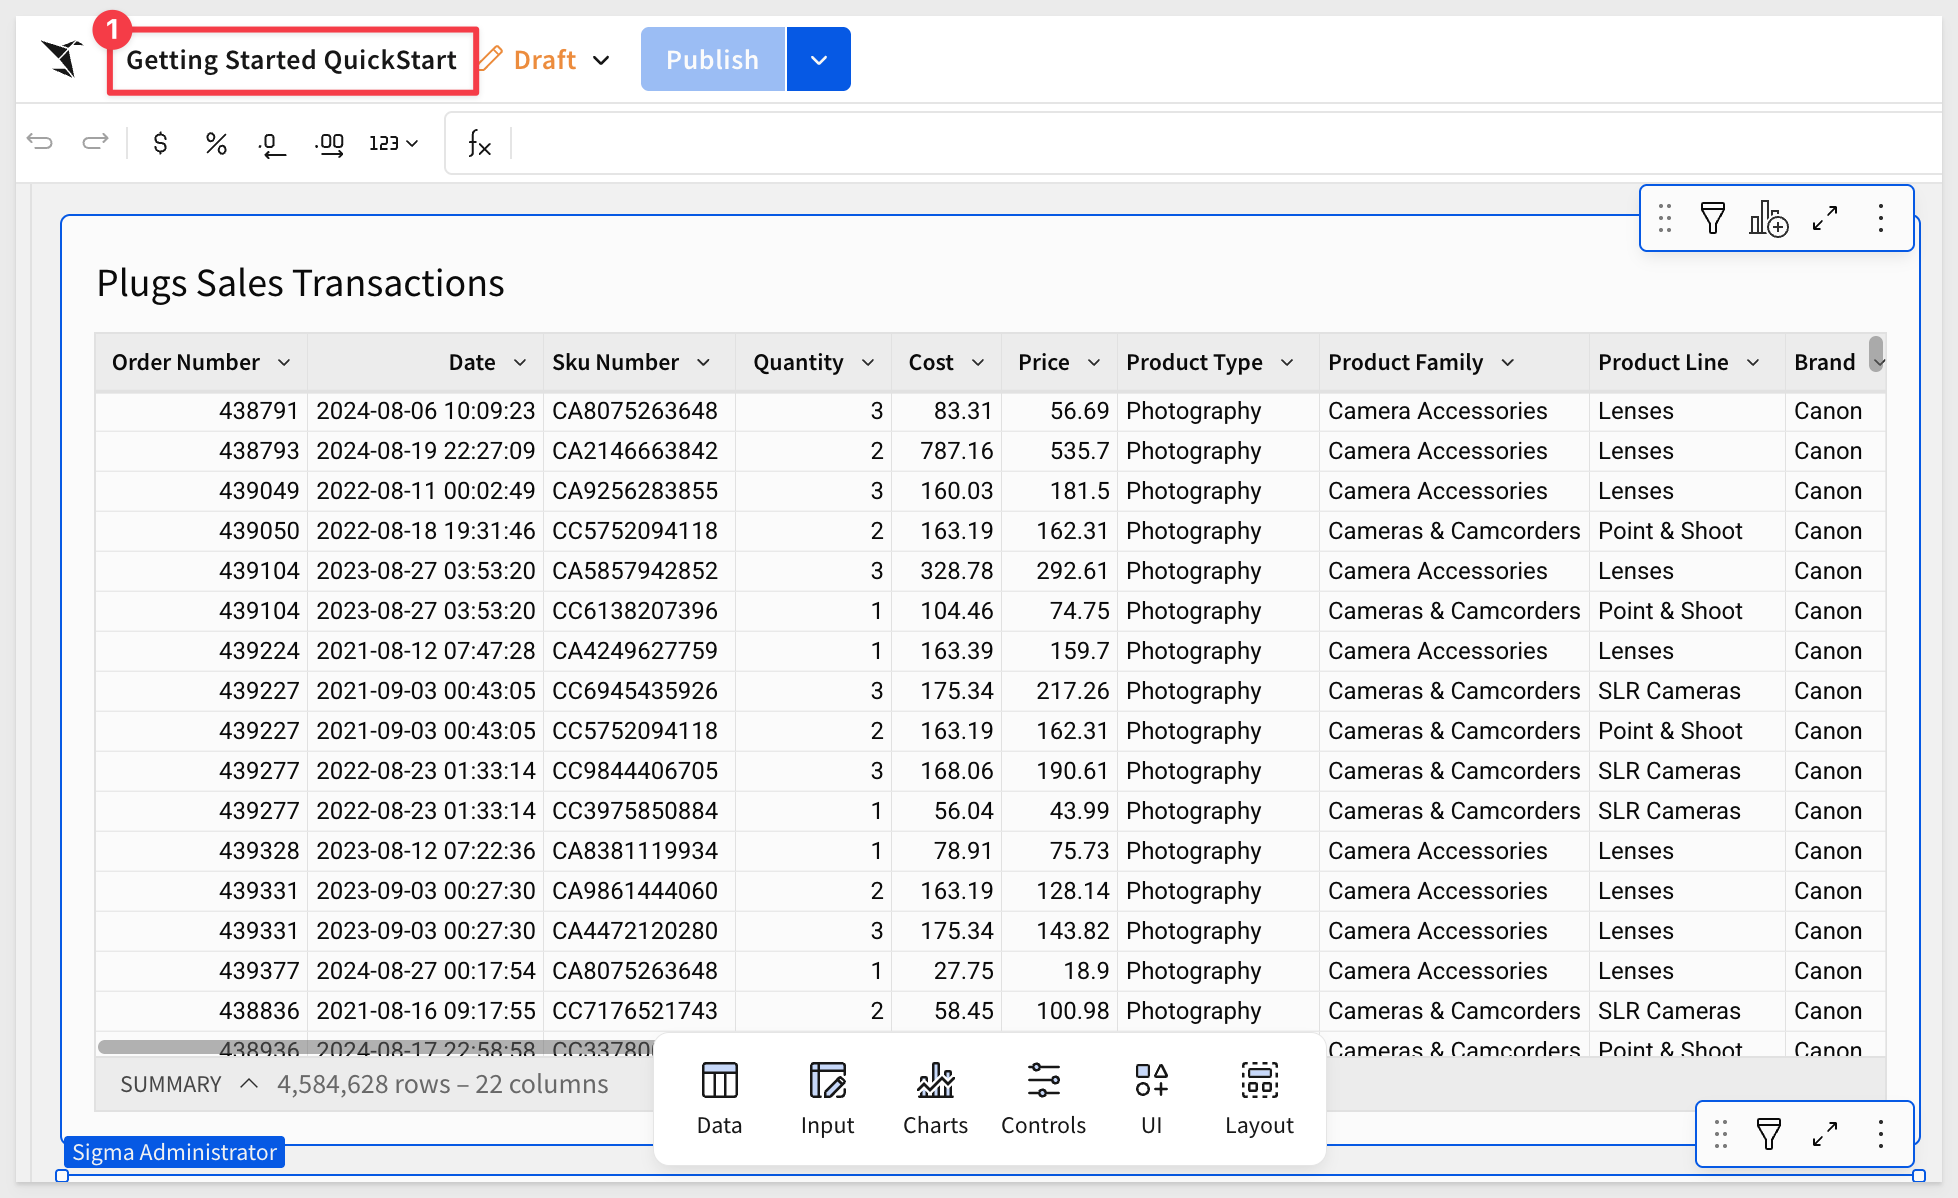 1
Getting Started QuickStart Draft Publish
$ % .0 .00 123 fx
Plugs Sales Transactions
Order Number Date Sku Number Quantity Cost Price Product Type Product Family Product Line Brand
438791 2024-08-06 10:09:23 CA8075263648 3 83.31 56.69 Photography Camera Accessories Lenses Canon
438793 2024-08-19 22:27:09 CA2146663842 2 787.16 535.7 Photography Camera Accessories Lenses Canon
439049 2022-08-11 00:02:49 CA9256283855 3 160.03 181.5 Photography Camera Accessories Lenses Canon
439050 2022-08-18 19:31:46 CC5752094118 2 163.19 162.31 Photography Cameras & Camcorders Point & Shoot Canon
439104 2023-08-27 03:53:20 CA5857942852 3 328.78 292.61 Photography Camera Accessories Lenses Canon
439104 2023-08-27 03:53:20 CC6138207396 1 104.46 74.75 Photography Cameras & Camcorders Point & Shoot Canon
439224 2021-08-12 07:47:28 CA4249627759 1 163.39 159.7 Photography Camera Accessories Lenses Canon
439227 2021-09-03 00:43:05 CC6945435926 3 175.34 217.26 Photography Cameras & Camcorders SLR Cameras Canon
439227 2021-09-03 00:43:05 CC5752094118 2 163.19 162.31 Photography Cameras & Camcorders Point & Shoot Canon
439277 2022-08-23 01:33:14 CC9844406705 3 168.06 190.61 Photography Cameras & Camcorders SLR Cameras Canon
439277 2022-08-23 01:33:14 CC3975850884 1 56.04 43.99 Photography Cameras & Camcorders SLR Cameras Canon
439328 2023-08-12 07:22:36 CA8381119934 1 78.91 75.73 Photography Camera Accessories Lenses Canon
439331 2023-09-03 00:27:30 CA9861444060 2 163.19 128.14 Photography Camera Accessories Lenses Canon
439331 2023-09-03 00:27:30 CA4472120280 3 175.34 143.82 Photography Camera Accessories Lenses Canon
439377 2024-08-27 00:17:54 CA8075263648 1 27.75 18.9 Photography Camera Accessories Lenses Canon
438836 2021-08-16 09:17:55 CC7176521743 2 58.45 100.98 Photography Cameras & Camcorders SLR Cameras Canon
438936 2024-08-17 22:58:58 Cameras & Camcorders Point & Shoot Canon
SUMMARY 4,584,628 rows – 22 columns
Data Input Charts Controls UI Layout
Sigma Administrator